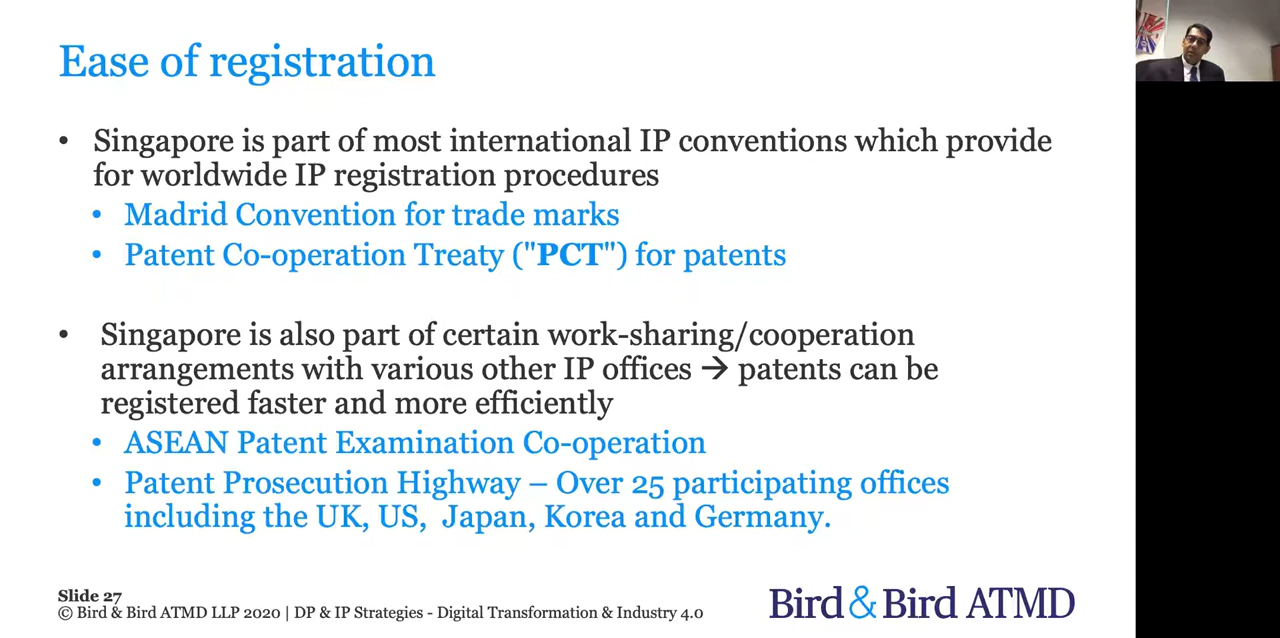 Ease of registration
• Singapore is part of most international IP conventions which provide
for worldwide IP registration procedures
• Madrid Convention for trade marks
• Patent Co-operation Treaty ("PCT") for patents
• Singapore is also part of certain work-sharing/cooperation
arrangements with various other IP offices → patents can be
registered faster and more efficiently
• ASEAN Patent Examination Co-operation
• Patent Prosecution Highway – Over 25 participating offices
including the UK, US,  Japan, Korea and Germany.
Slide 27
© Bird & Bird ATMD LLP 2020 | DP & IP Strategies - Digital Transformation & Industry 4.0
Bird & Bird ATMD